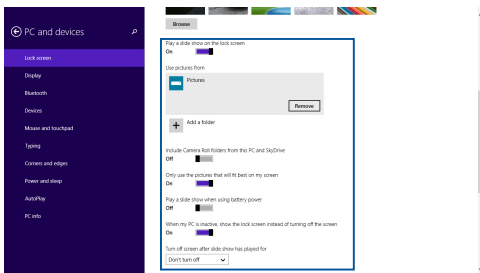 PC and devices
Lock screen
Display
Bluetooth
Devices
Mouse and touchpad
Typing
Corners and edges
Power and sleep
AutoPlay
PC info
Browse
Play a slide show on the lock screen
On
Use pictures from
Pictures
Remove
Add a folder
Include Camera Roll folders from this PC and SkyDrive
Off
Only use the pictures that will fit best on my screen
On
Play a slide show when using battery power
Off
When my PC is inactive, show the lock screen instead of turning off the screen
On
Turn off screen after slide show has played for
Don't turn off